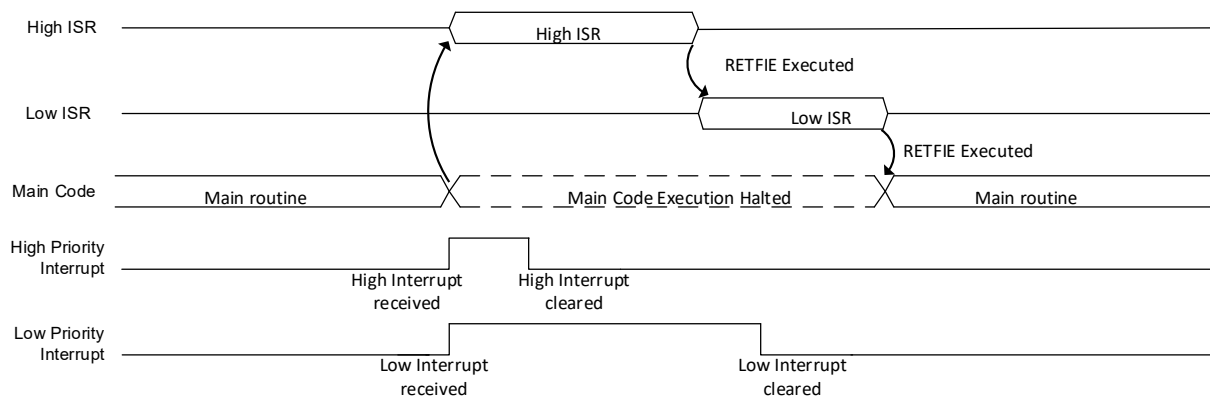 High ISR
High ISR
RETFIE Executed
Low ISR
Low ISR
RETFIE Executed
Main Code
Main routine
Main Code Execution Halted
Main routine
High Priority
Interrupt
High Interrupt
received
High Interrupt
cleared
Low Priority
Interrupt
Low Interrupt
received
Low Interrupt
cleared